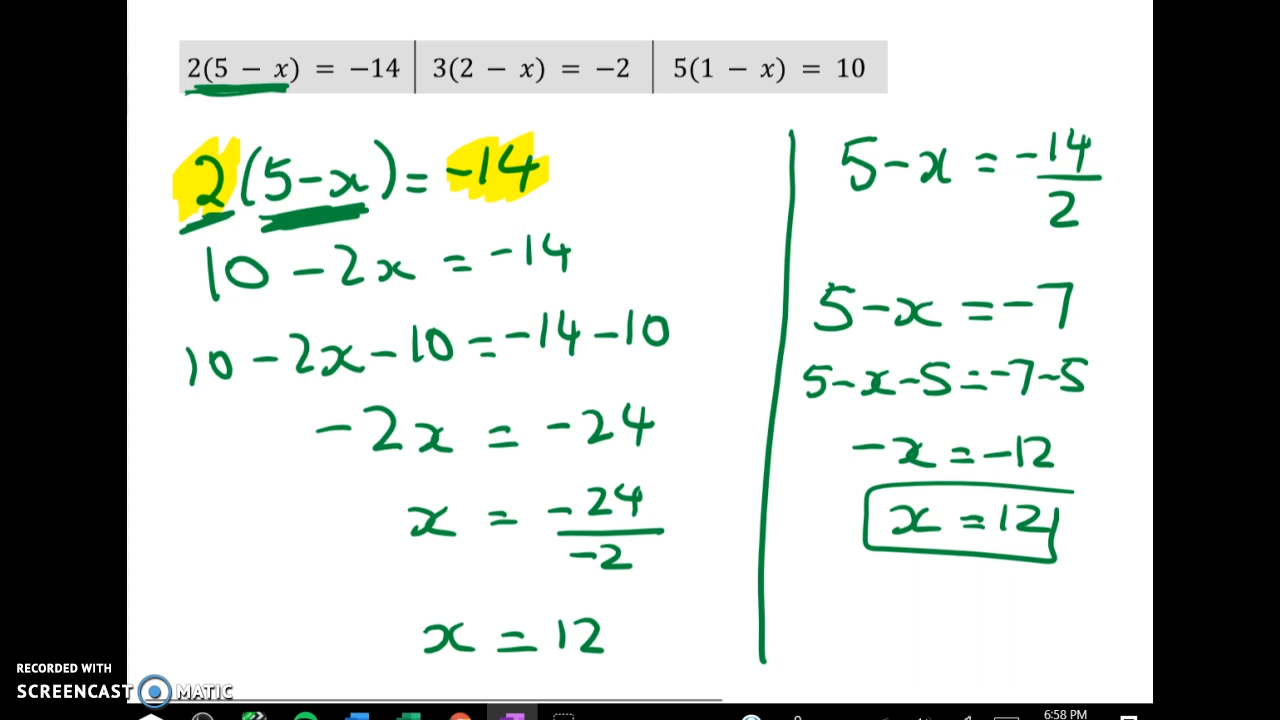 2(5 − x) = −14 3(2 − x) = −2 5(1 − x) = 10
2(5-x)=-14
10-2x=-14
10-2x-10=-14-10
-2x=-24
x=-24/-2
x=12
5-x=-14/2
5-x=-7
5-x-5=-7-5
-x=-12
x=12
RECORDED WITH
SCREENCAST MATIC
6:58 PM